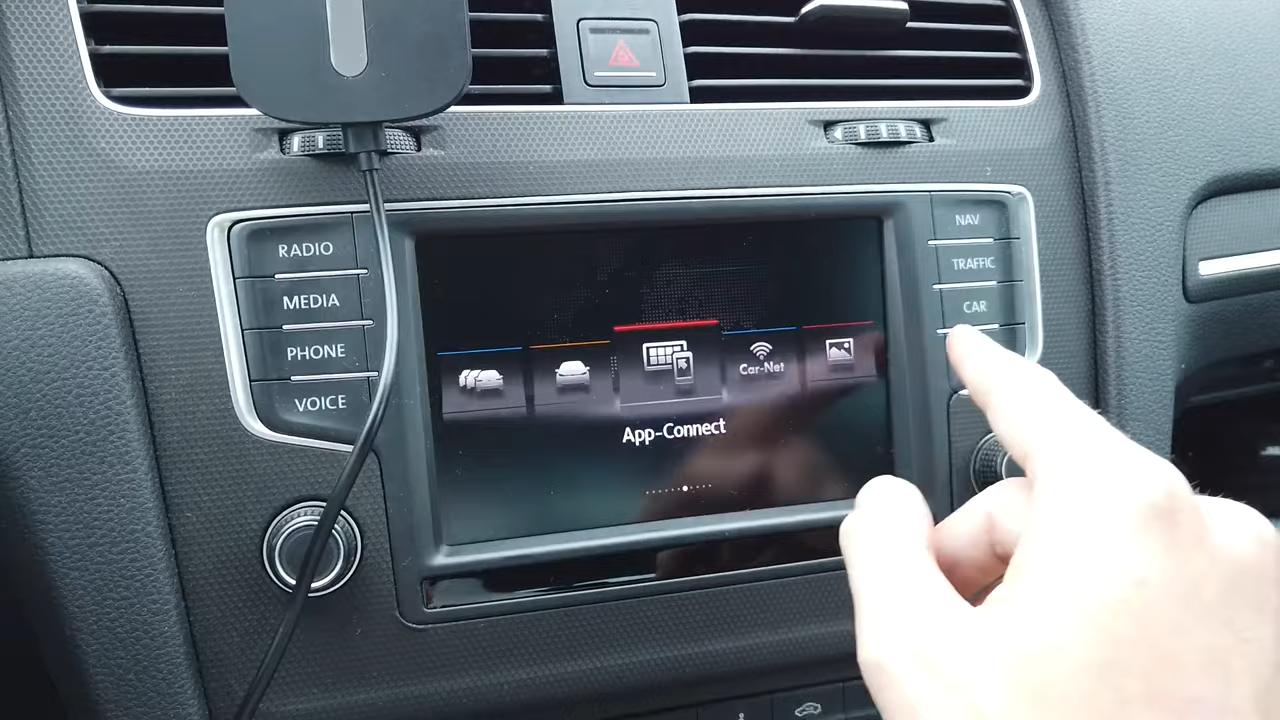 RADIO
MEDIA
PHONE
VOICE
NAV
TRAFFIC
CAR
Car-Net
App-Connect